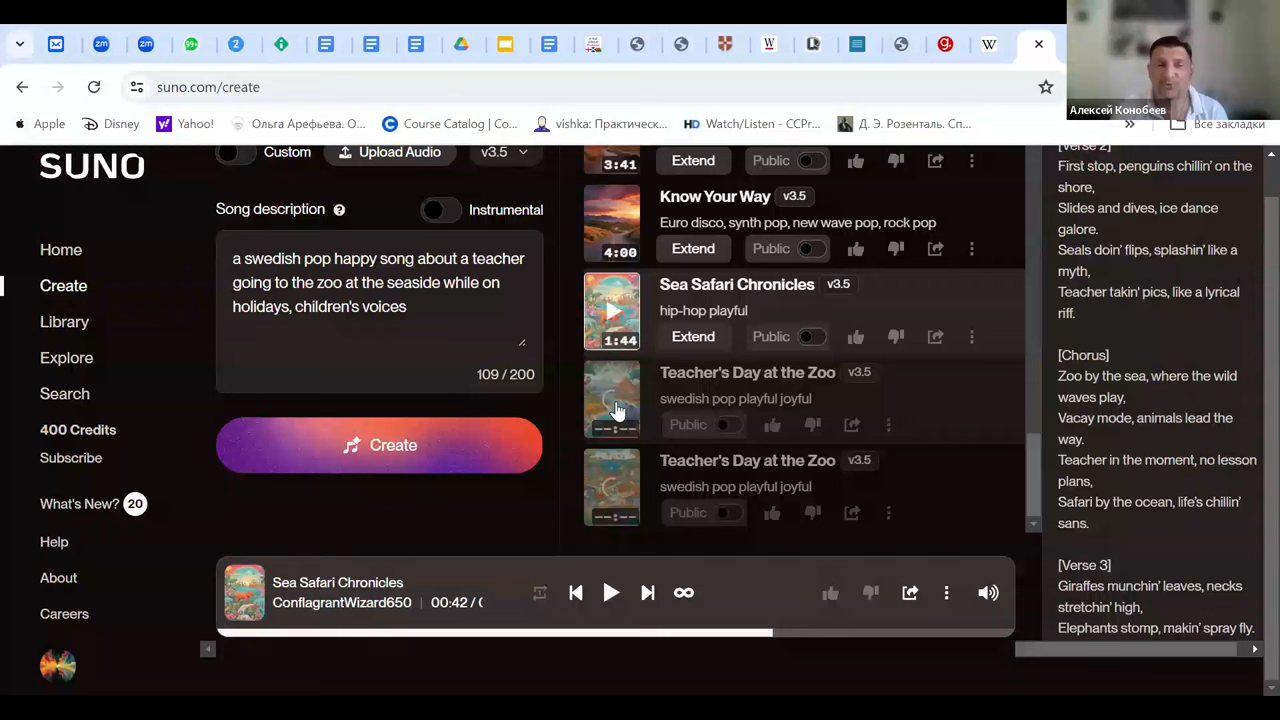 99+
2
W
g.
W
suno.com/create
Алексей Конобеев
Apple
Disney
Yahoo!
Ольга Арефьева. О...
Course Catalog | Cc...
vishka: Практическ...
HD Watch/Listen - CCPr...
Д. Э. Розенталь. Сп...
»
Все закладки
SUNO
Home
Create
Library
Explore
Search
400 Credits
Subscribe
What's New? 20
Help
About
Careers
Custom
Upload Audio
v3.5
Song description ?
Instrumental
a swedish pop happy song about a teacher
going to the zoo at the seaside while on
holidays, children's voices
109 / 200
Create
3:41
Extend
Public
Know Your Way v3.5
Euro disco, synth pop, new wave pop, rock pop
4:00
Extend
Public
Sea Safari Chronicles v3.5
hip-hop playful
1:44
Extend
Public
Teacher's Day at the Zoo v3.5
swedish pop playful joyful
--:--
Public
Teacher's Day at the Zoo v3.5
swedish pop playful joyful
--:--
Public
[Verse 2]
First stop, penguins chillin' on the
shore,
Slides and dives, ice dance
galore.
Seals doin' flips, splashin' like a
myth,
Teacher takin' pics, like a lyrical
riff.
[Chorus]
Zoo by the sea, where the wild
waves play,
Vacay mode, animals lead the
way.
Teacher in the moment, no lesson
plans,
Safari by the ocean, life's chillin'
sans.
[Verse 3]
Giraffes munchin' leaves, necks
stretchin' high,
Elephants stomp, makin' spray fly.
Sea Safari Chronicles
ConflagrantWizard650
00:42 /